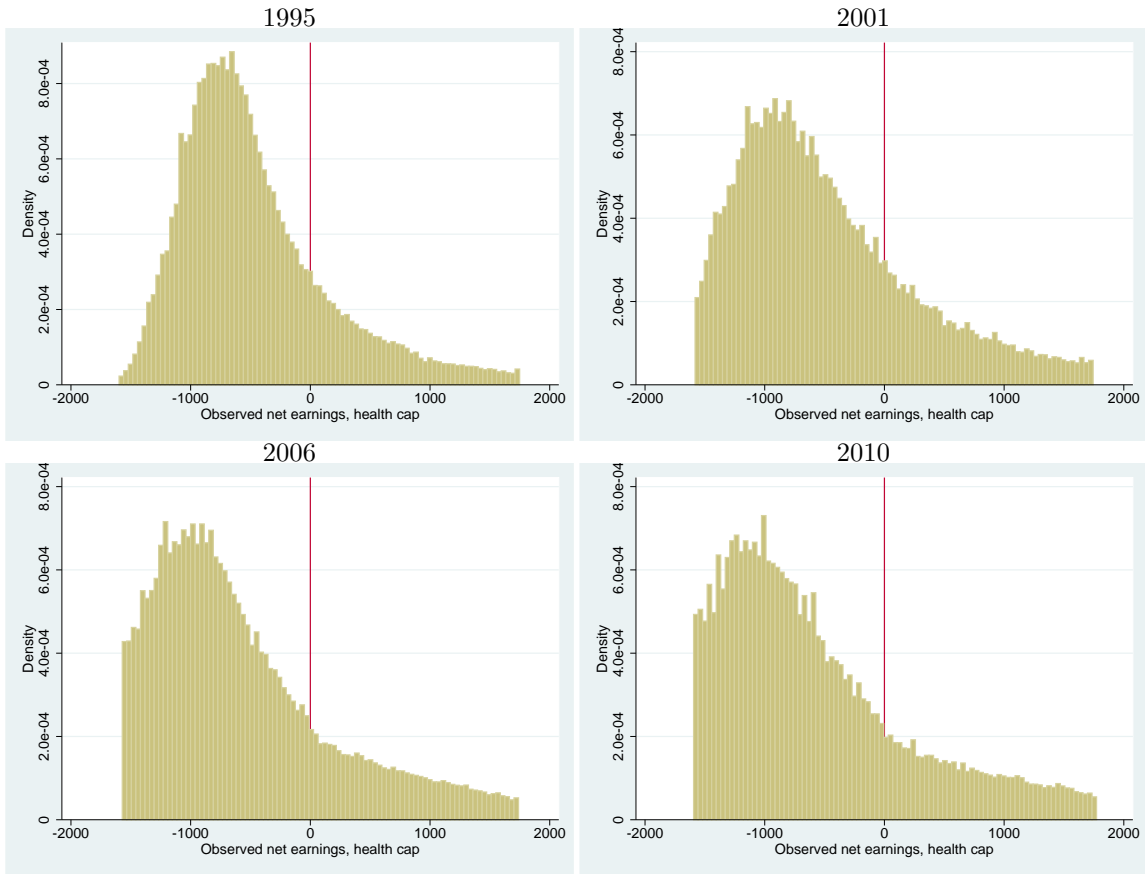 1995
2001
8.0e-04
6.0e-04
4.0e-04
2.0e-04
0
Density
-2000 -1000 0 1000 2000
Observed net earnings, health cap
8.0e-04
6.0e-04
4.0e-04
2.0e-04
0
Density
-2000 -1000 0 1000 2000
Observed net earnings, health cap
2006
2010
8.0e-04
6.0e-04
4.0e-04
2.0e-04
0
Density
-2000 -1000 0 1000 2000
Observed net earnings, health cap
8.0e-04
6.0e-04
4.0e-04
2.0e-04
0
Density
-2000 -1000 0 1000 2000
Observed net earnings, health cap